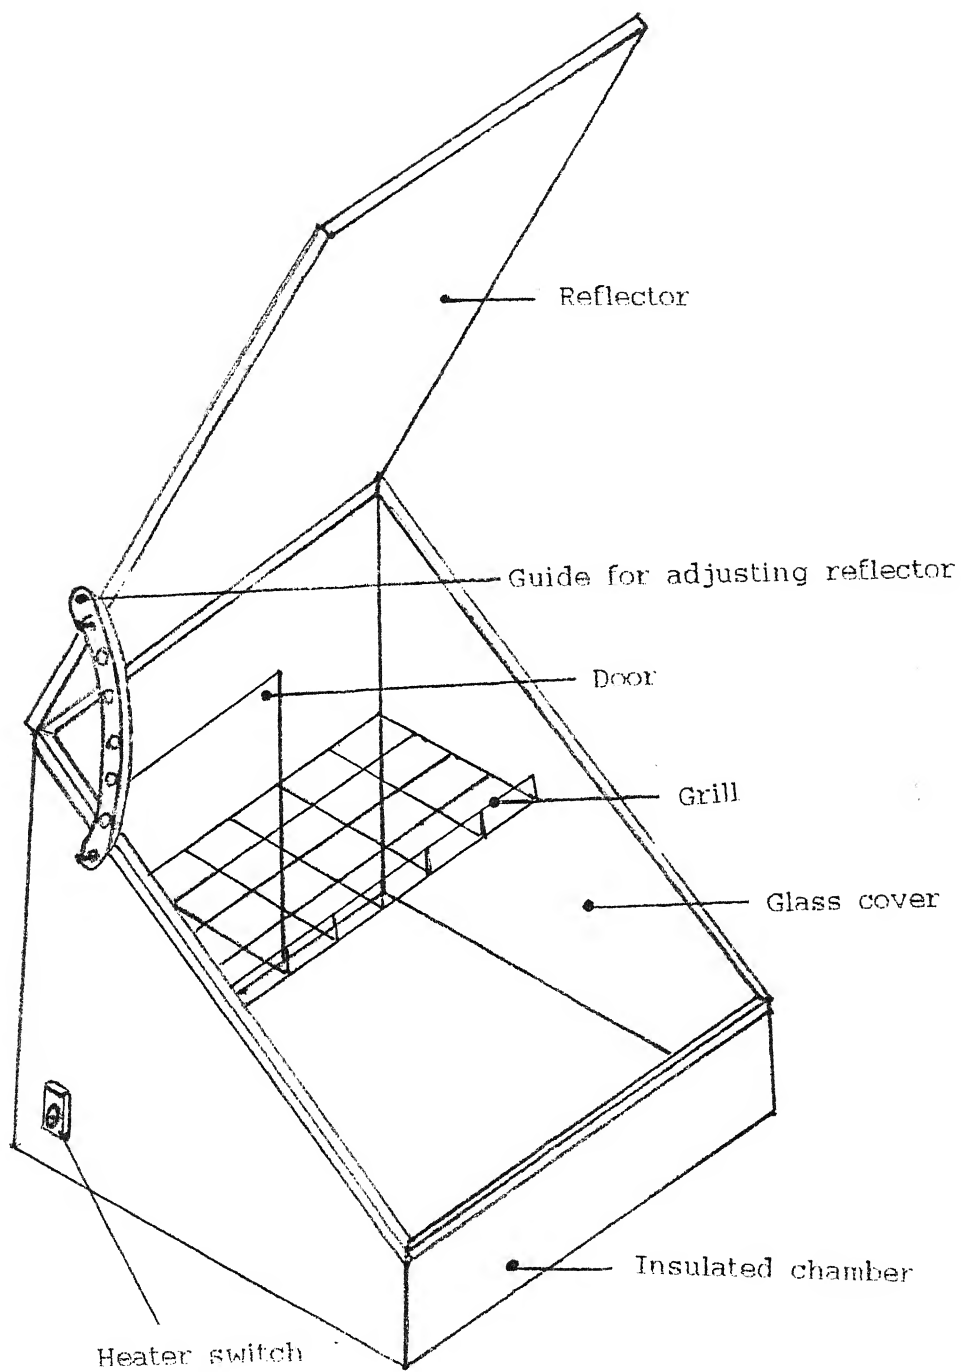 Reflector
Guide for adjusting reflector
Door
Grill
Glass cover
Insulated chamber
Heater switch